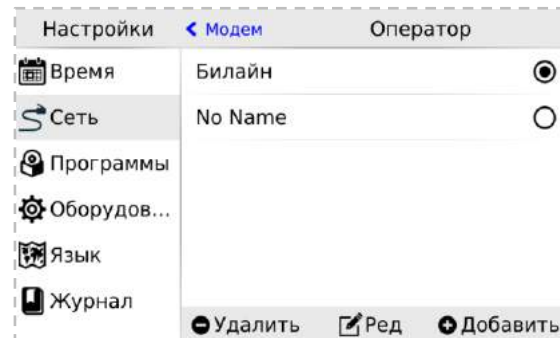 Настройки
Модем
Оператор
Время
Сеть
Программы
Оборудов...
Язык
Журнал
Билайн
No Name
Удалить
Ред
Добавить